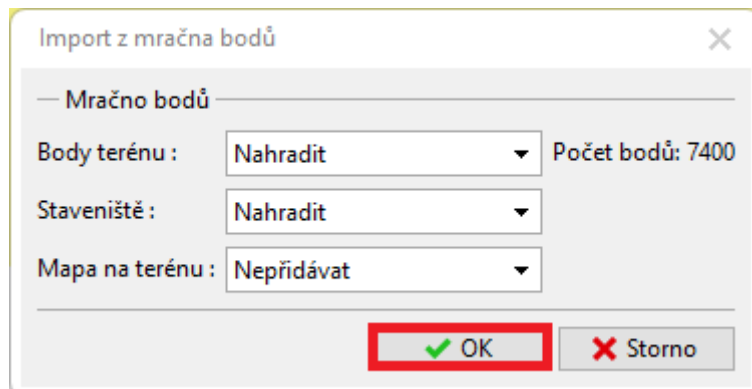 Import z mračna bodů
Mračno bodů
Body terénu : Nahradit Počet bodů: 7400
Staveniště : Nahradit
Mapa na terénu : Nepřidávat
OK Storno